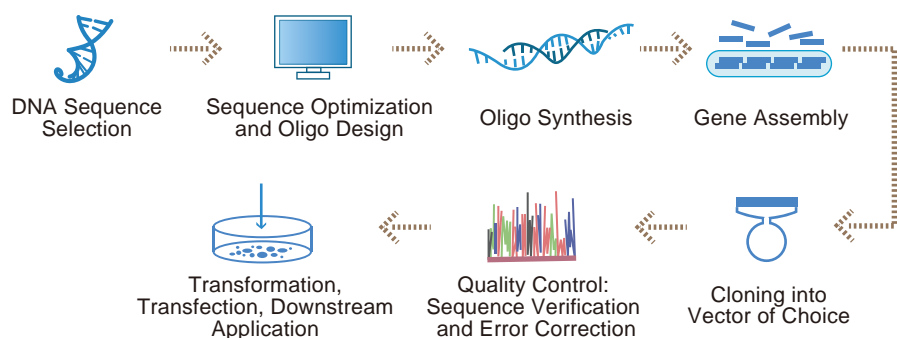 DNA Sequence
Selection
Sequence Optimization
and Oligo Design
Oligo Synthesis
Gene Assembly
Cloning into
Vector of Choice
Quality Control:
Sequence Verification
and Error Correction
Transformation,
Transfection, Downstream
Application